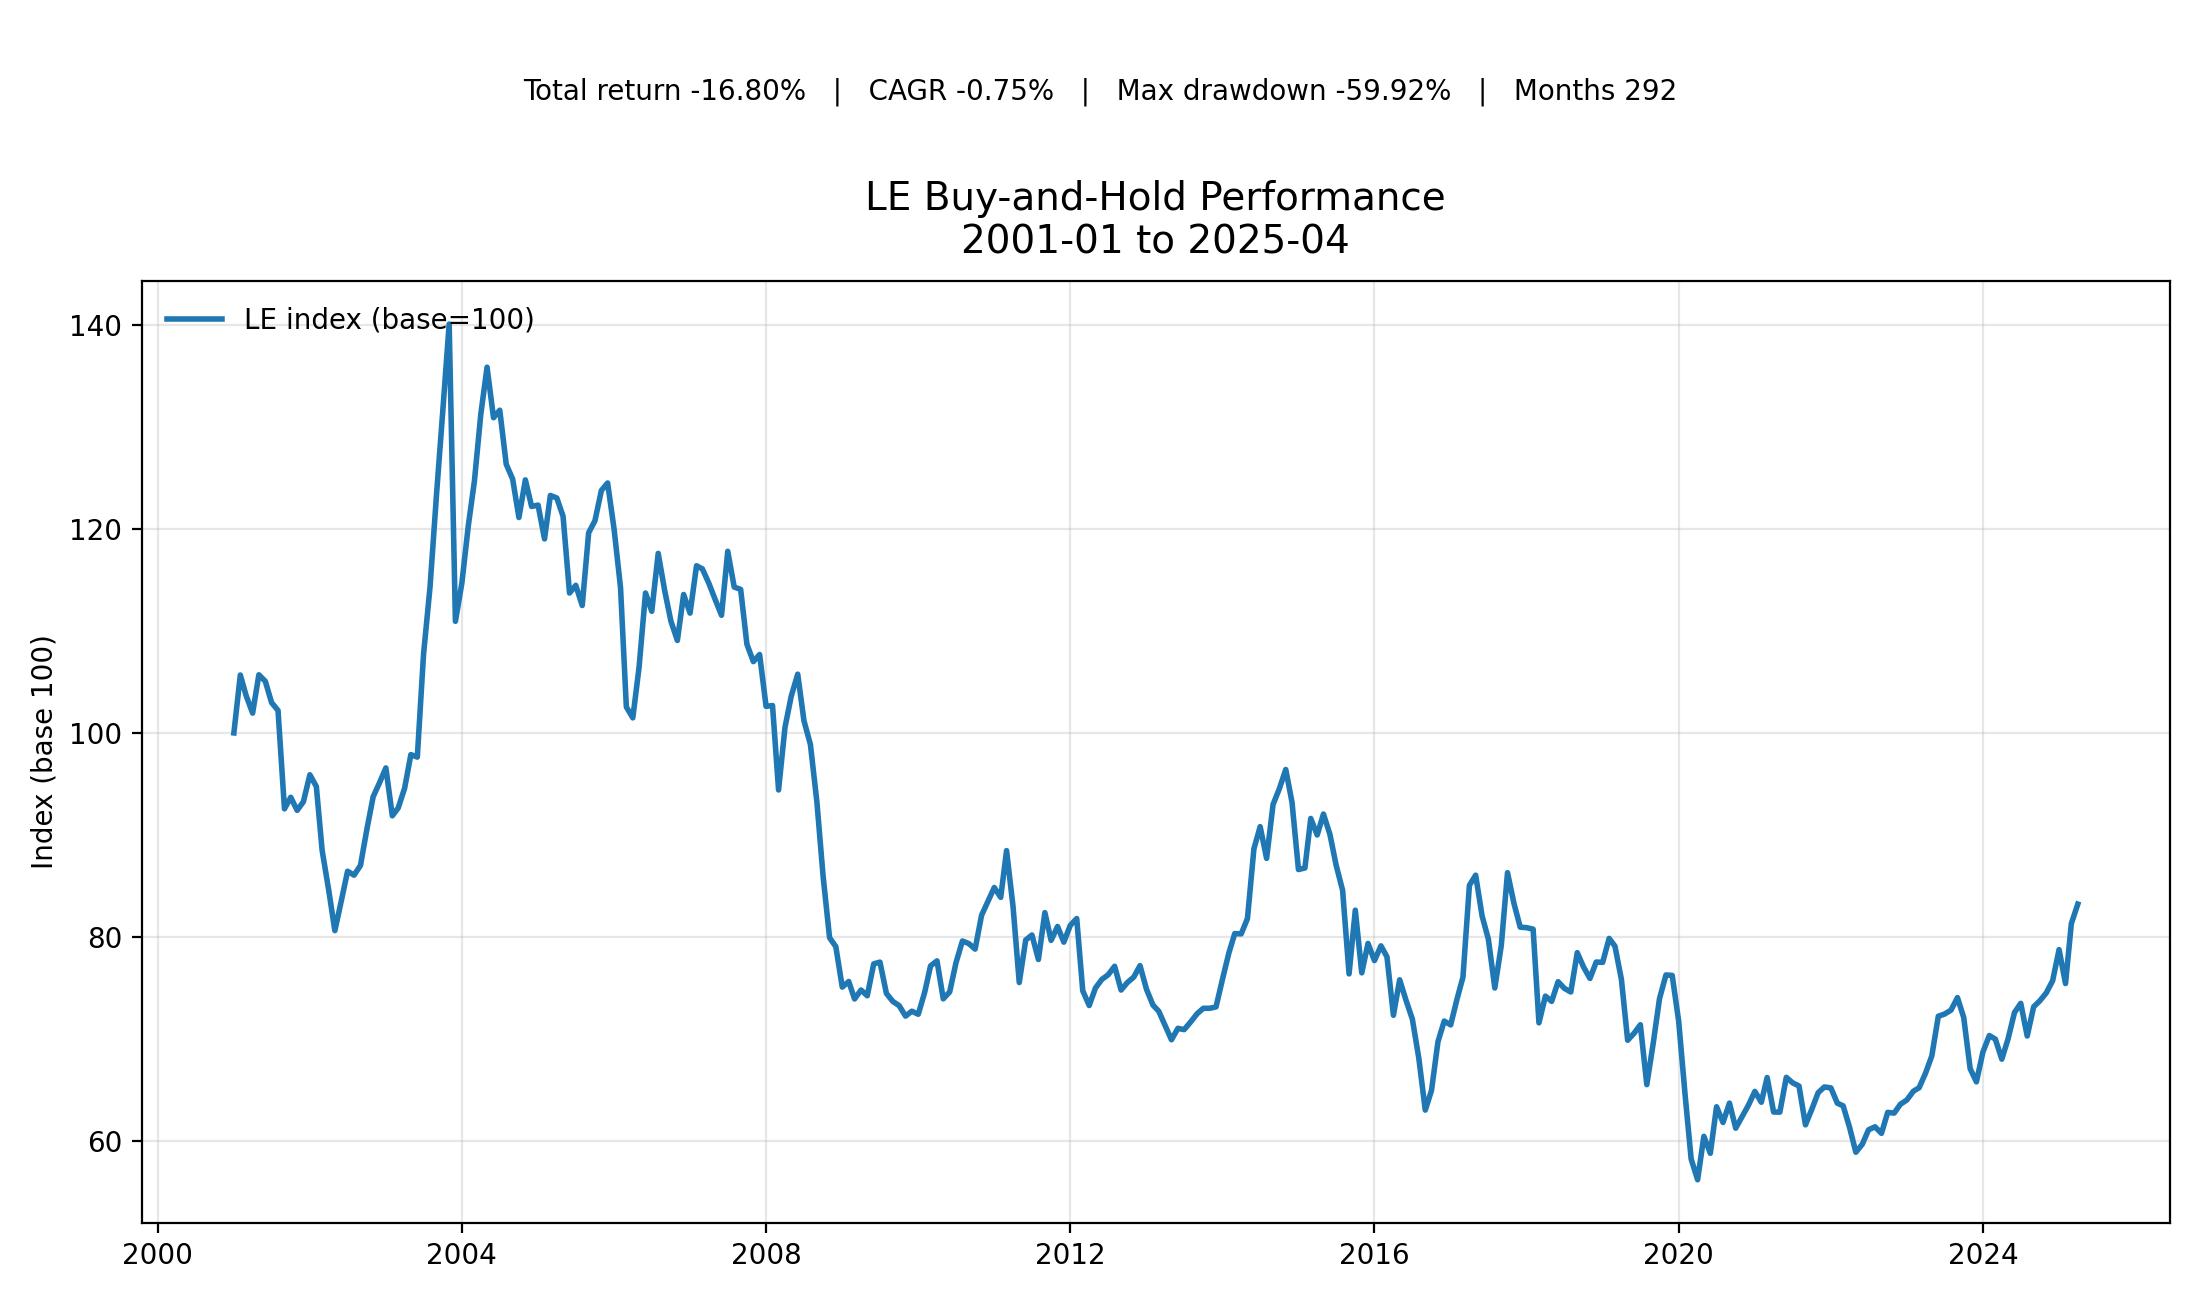 Total return -16.80%   |   CAGR -0.75%   |   Max drawdown -59.92%   |   Months 292
LE Buy-and-Hold Performance
2001-01 to 2025-04
LE index (base=100)
Index (base 100)
140
120
100
80
60
2000 2004 2008 2012 2016 2020 2024